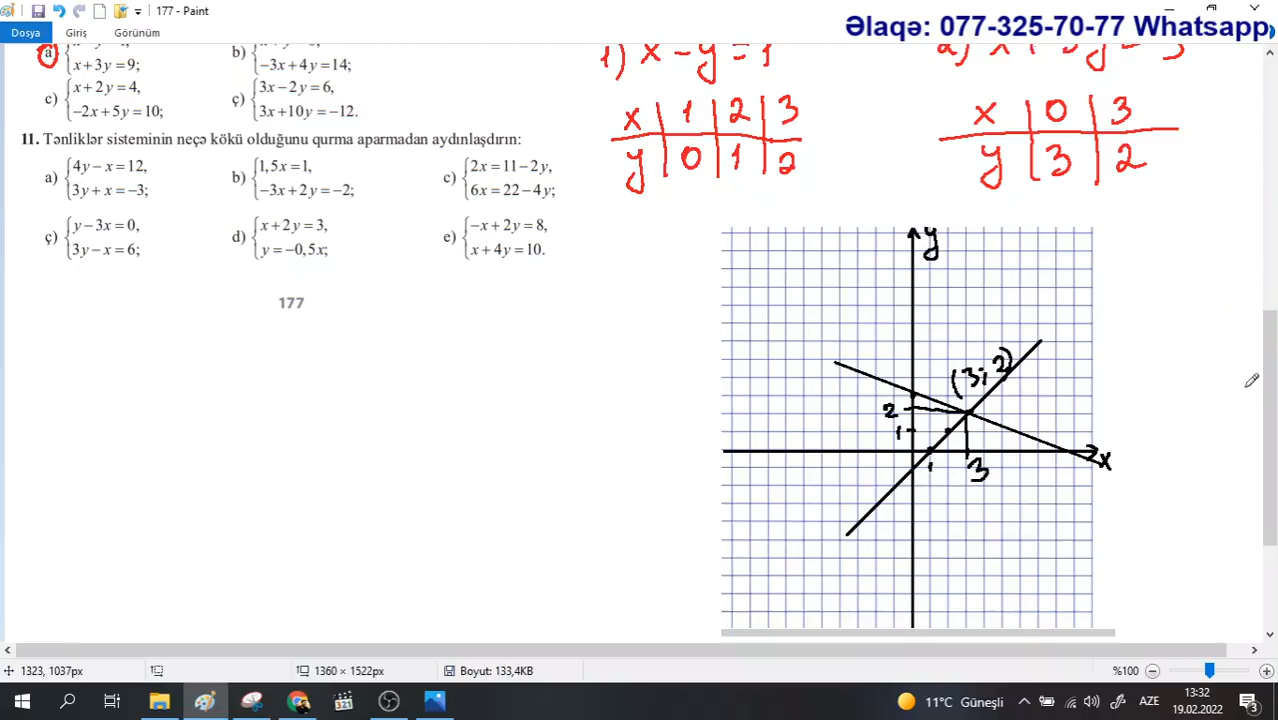 177 - Paint
Əlaqə: 077-325-70-77 Whatsapp
Dosya Giriş Görünüm
a) x+3y=9; b) −3x+4y=14;
1) x−y=1
c) {x+2y=4, −2x+5y=10; ç) {3x−2y=6, 3x+10y=−12.
x | 1 | 2 | 3
y | 0 | 1 | 2
x | 0 | 3
y | 3 | 2
11. Tənliklər sisteminin neçə kökü olduğunu qurma aparmadan aydınlaşdırın:
a) {4y−x=12, 3y+x=−3; b) {1,5x=1, −3x+2y=−2; c) {2x=11−2y, 6x=22−4y;
ç) {y−3x=0, 3y−x=6; d) {x+2y=3, y=−0,5x; e) {−x+2y=8, x+4y=10.
177
y
(3; 2)
2
1
1 3 x
1323, 1037px 1360 × 1522px Boyut: 133,4KB %100
321
11°C Güneşli AZE 13:32
19.02.2022 3